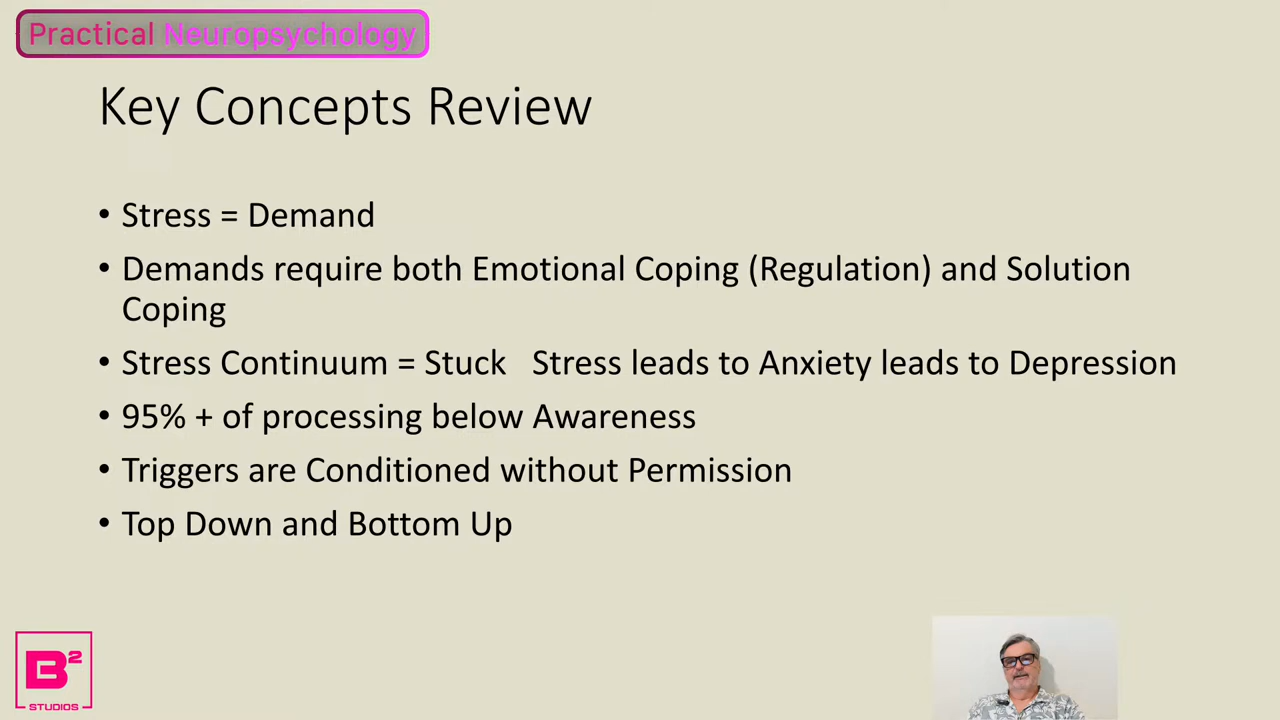 Practical Neuropsychology
Key Concepts Review
• Stress = Demand
• Demands require both Emotional Coping (Regulation) and Solution
Coping
• Stress Continuum = Stuck   Stress leads to Anxiety leads to Depression
• 95% + of processing below Awareness
• Triggers are Conditioned without Permission
• Top Down and Bottom Up
B²
STUDIOS